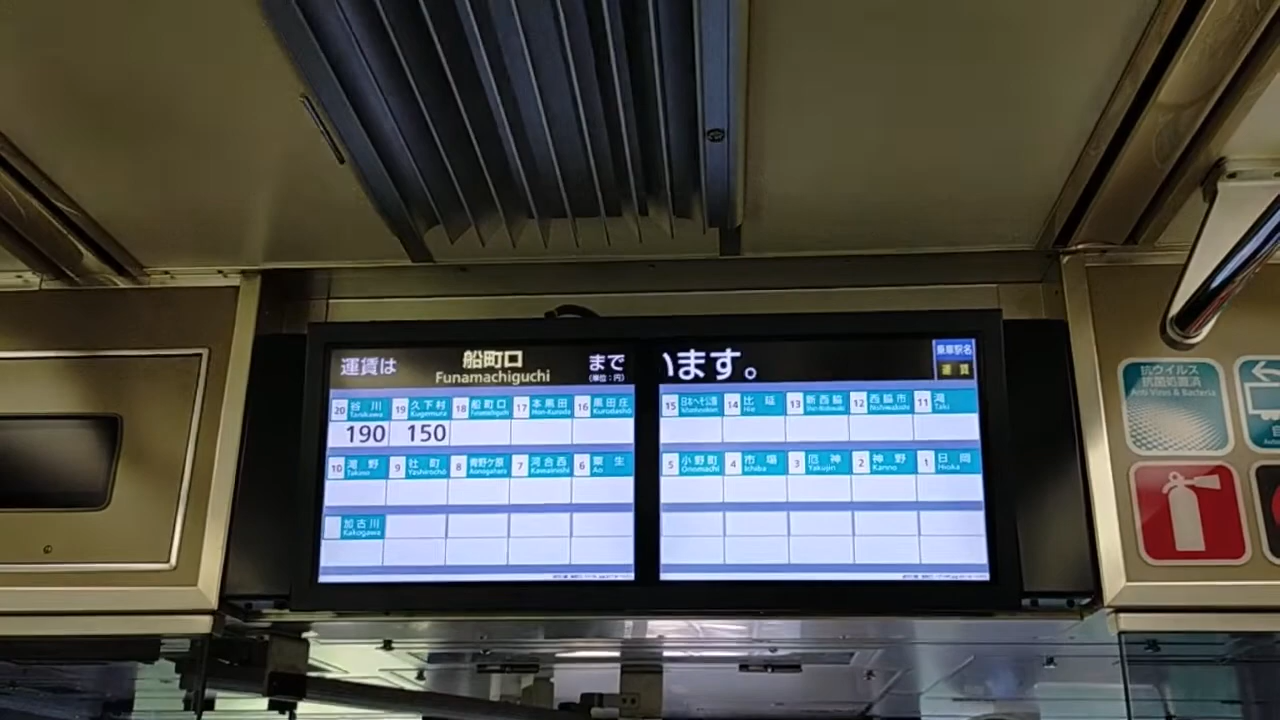 運賃は 船町口 まで
Funamachiguchi (単位：円)
います。
乗車駅名
運賃
20 谷川 19 久下村 18 船町口 17 本黒田 16 黒田庄
Tanikawa Kugemura Funamachiguchi Hon-Kuroda Kurodashō
190 150
15 日本へそ公園 14 比延 13 新西脇 12 西脇市 11 滝
Hie Shin-Nishiwaki Nishiwakishi Taki
10 滝野 9 社町 8 青野ケ原 7 河合西 6 粟生
Takino Yashirochō Aonogahara Kawainishi Ao
5 小野町 4 市場 3 厄神 2 神野 1 日岡
Onomachi Ichiba Yakujin Kanno Hioka
加古川
Kakogawa
抗ウイルス
抗菌処置済
Anti Virus & Bacteria